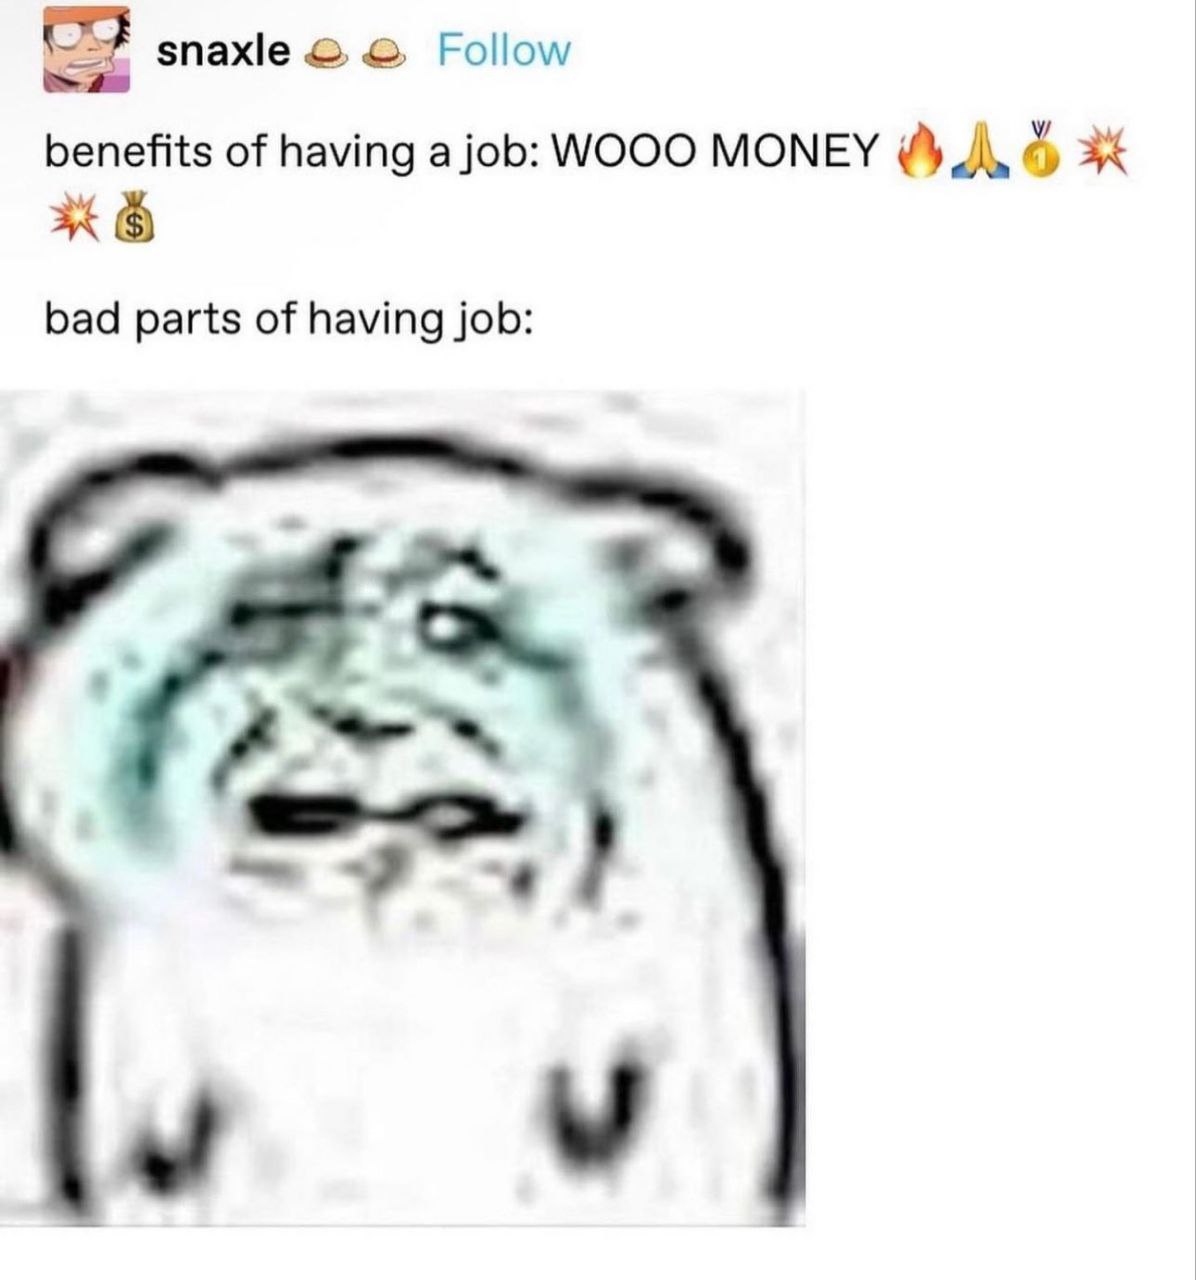 snaxle 👒 👒 Follow
benefits of having a job: WOOO MONEY 🔥🙏🥇💥
💥💰
bad parts of having job: